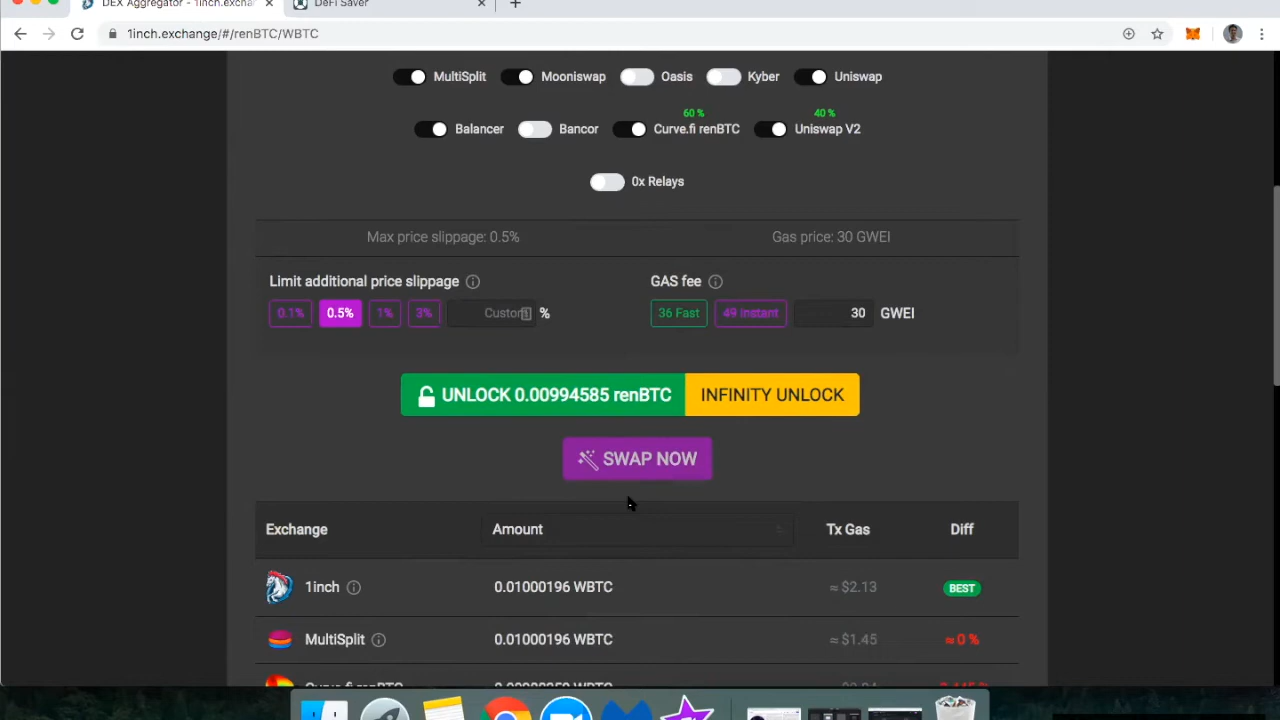 DEX Aggregator - 1inch.excha
DeFi Saver
1inch.exchange/#/renBTC/WBTC
MultiSplit Mooniswap Oasis Kyber Uniswap
60 % 40 %
Balancer Bancor Curve.fi renBTC Uniswap V2
0x Relays
Max price slippage: 0.5% Gas price: 30 GWEI
Limit additional price slippage GAS fee
0.1% 0.5% 1% 3% Custom % 36 Fast 49 Instant 30 GWEI
UNLOCK 0.00994585 renBTC INFINITY UNLOCK
SWAP NOW
Exchange Amount Tx Gas Diff
1inch 0.01000196 WBTC ≈ $2.13 BEST
MultiSplit 0.01000196 WBTC ≈ $1.45 ≈ 0 %
Curve.fi renBTC